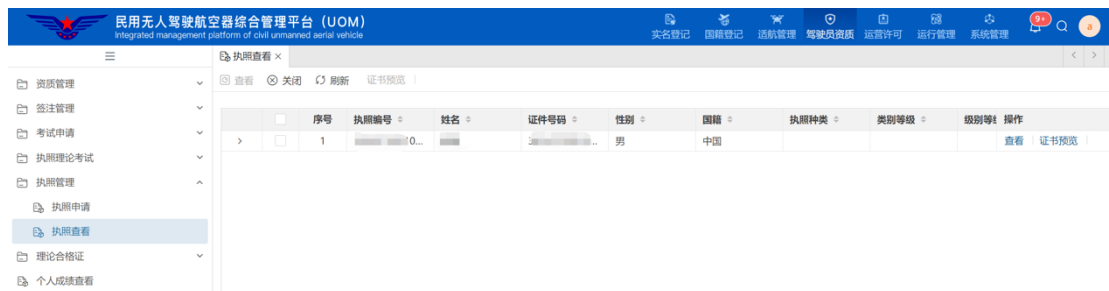 民用无人驾驶航空器综合管理平台（UOM）
Integrated management platform of civil unmanned aerial vehicle
实名登记 国籍登记 适航管理 驾驶员资质 运营许可 运行管理 系统管理 9+ a
执照查看 ×
查看 关闭 刷新 证书预览
资质管理
签注管理
考试申请
执照理论考试
执照管理
执照申请
执照查看
理论合格证
个人成绩查看
序号 执照编号 姓名 证件号码 性别 国籍 执照种类 类别等级 级别等 操作
1 0... .. 男 中国 查看 证书预览